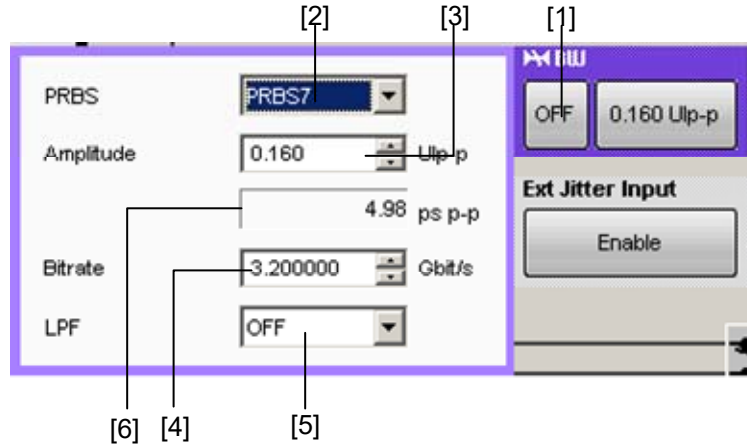 [2] [3] [1]
BUJ
PRBS PRBS7
OFF 0.160 UIp-p
Amplitude 0.160 UIp-p
Ext Jitter Input
4.98 ps p-p
Enable
Bitrate 3.200000 Gbit/s
LPF OFF
[6] [4] [5]